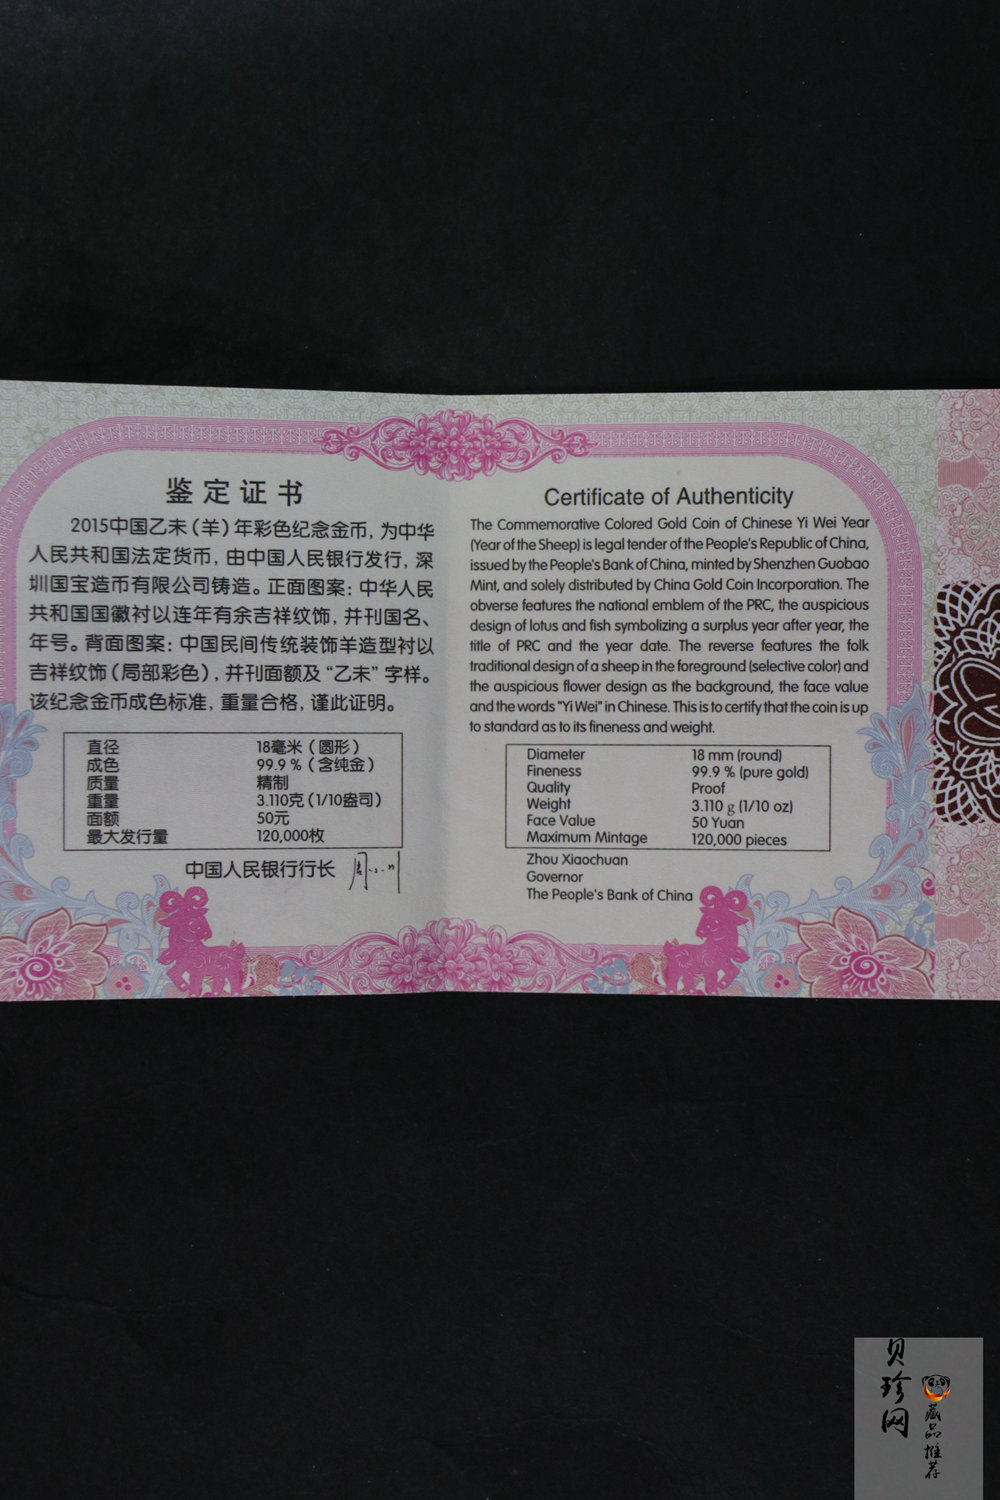 鉴定证书
2015中国乙未（羊）年彩色纪念金币，为中华
人民共和国法定货币，由中国人民银行发行，深
圳国宝造币有限公司铸造。正面图案：中华人民
共和国国徽衬以连年有余吉祥纹饰，并刊国名、
年号。背面图案：中国民间传统装饰羊造型衬以
吉祥纹饰（局部彩色），并刊面额及“乙未”字样。
该纪念金币成色标准，重量合格，谨此证明。
直径 18毫米（圆形）
成色 99.9 %（含纯金）
质量 精制
重量 3.110克（1/10盎司）
面额 50元
最大发行量 120,000枚
中国人民银行行长
Certificate of Authenticity
The Commemorative Colored Gold Coin of Chinese Yi Wei Year
(Year of the Sheep) is legal tender of the People's Republic of China,
issued by the People's Bank of China, minted by Shenzhen Guobao
Mint, and solely distributed by China Gold Coin Incorporation. The
obverse features the national emblem of the PRC, the auspicious
design of lotus and fish symbolizing a surplus year after year, the
title of PRC and the year date. The reverse features the folk
traditional design of a sheep in the foreground (selective color) and
the auspicious flower design as the background, the face value
and the words "Yi Wei" in Chinese. This is to certify that the coin is up
to standard as to its fineness and weight.
Diameter 18 mm (round)
Fineness 99.9 % (pure gold)
Quality Proof
Weight 3.110 g (1/10 oz)
Face Value 50 Yuan
Maximum Mintage 120,000 pieces
Zhou Xiaochuan
Governor
The People's Bank of China
贝珍网
藏品推荐